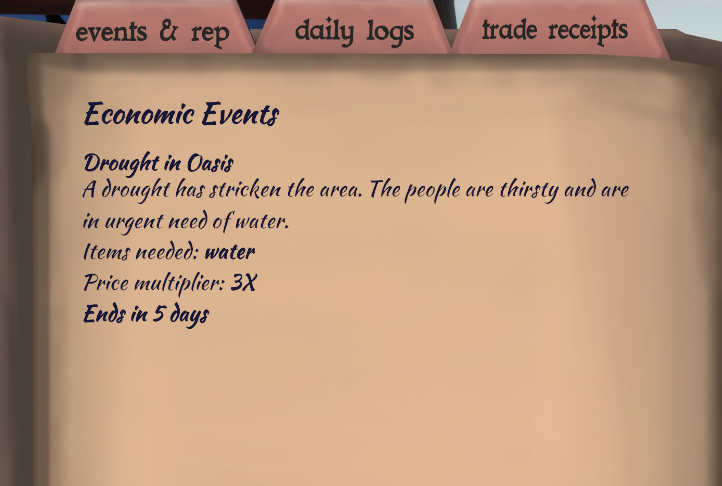 events & rep daily logs trade receipts
Economic Events
Drought in Oasis
A drought has stricken the area. The people are thirsty and are
in urgent need of water.
Items needed: water
Price multiplier: 3X
Ends in 5 days